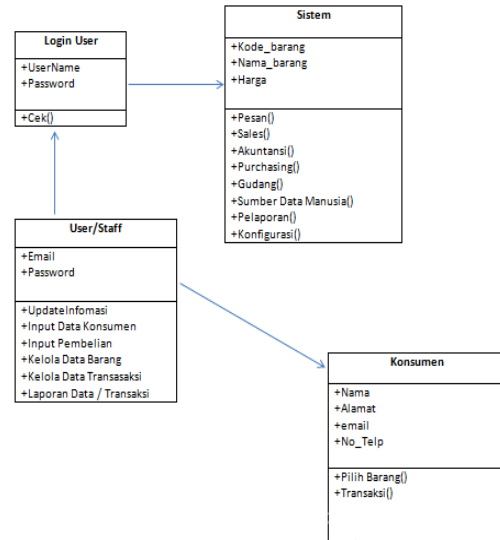 Login User
+UserName
+Password
+Cek()
Sistem
+Kode_barang
+Nama_barang
+Harga
+Pesan()
+Sales()
+Akuntansi()
+Purchasing()
+Gudang()
+Sumber Data Manusia()
+Pelaporan()
+Konfigurasi()
User/Staff
+Email
+Password
+UpdateInfomasi
+Input Data Konsumen
+Input Pembelian
+Kelola Data Barang
+Kelola Data Transasaksi
+Laporan Data / Transaksi
Konsumen
+Nama
+Alamat
+email
+No_Telp
+Pilih Barang()
+Transaksi()